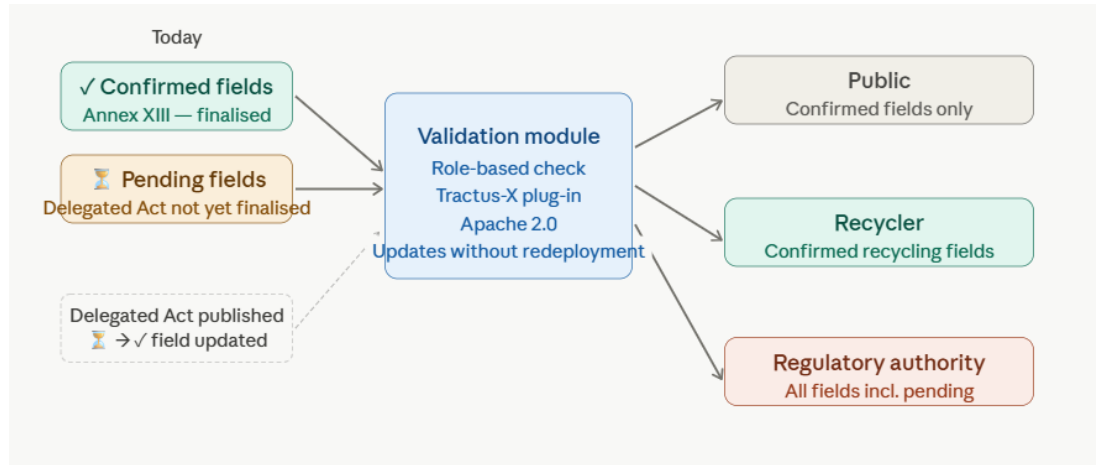 Today
✓ Confirmed fields
Annex XIII — finalised
⏳ Pending fields
Delegated Act not yet finalised
Delegated Act published
⏳ → ✓ field updated
Validation module
Role-based check
Tractus-X plug-in
Apache 2.0
Updates without redeployment
Public
Confirmed fields only
Recycler
Confirmed recycling fields
Regulatory authority
All fields incl. pending